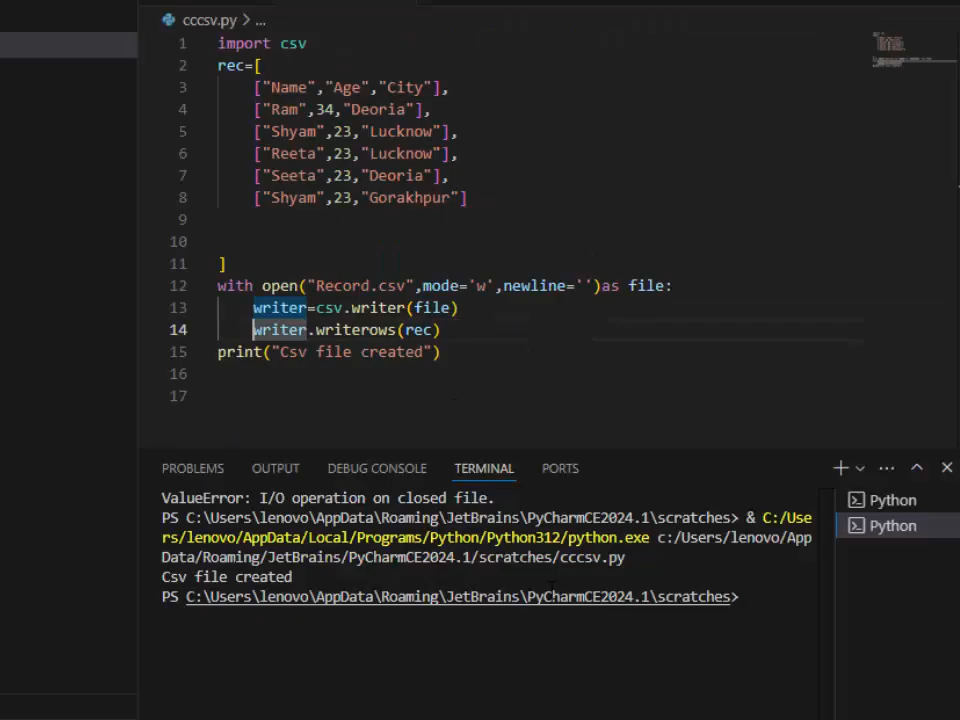 cccsv.py > ...
1 import csv
2 rec=[
3 ["Name","Age","City"],
4 ["Ram",34,"Deoria"],
5 ["Shyam",23,"Lucknow"],
6 ["Reeta",23,"Lucknow"],
7 ["Seeta",23,"Deoria"],
8 ["Shyam",23,"Gorakhpur"]
9
10
11 ]
12 with open("Record.csv",mode='w',newline='')as file:
13 writer=csv.writer(file)
14 writer.writerows(rec)
15 print("Csv file created")
16
17
PROBLEMS OUTPUT DEBUG CONSOLE TERMINAL PORTS
ValueError: I/O operation on closed file.
PS C:\Users\lenovo\AppData\Roaming\JetBrains\PyCharmCE2024.1\scratches> & C:/Use
rs/lenovo/AppData/Local/Programs/Python/Python312/python.exe c:/Users/lenovo/App
Data/Roaming/JetBrains/PyCharmCE2024.1/scratches/cccsv.py
Csv file created
PS C:\Users\lenovo\AppData\Roaming\JetBrains\PyCharmCE2024.1\scratches>
Python
Python